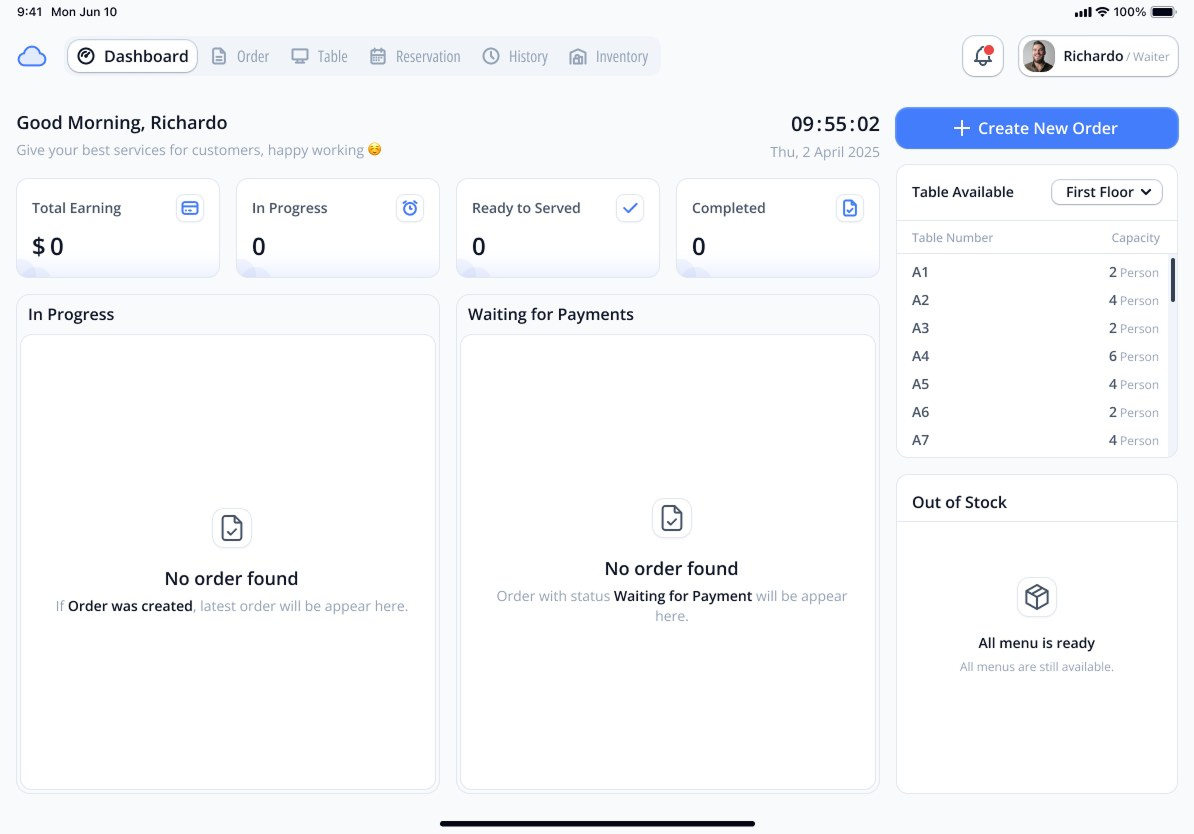 9:41 Mon Jun 10
100%
Dashboard
Order
Table
Reservation
History
Inventory
Richardo / Waiter
Good Morning, Richardo
Give your best services for customers, happy working ☺️
09:55:02
Thu, 2 April 2025
Create New Order
Total Earning
$ 0
In Progress
0
Ready to Served
0
Completed
0
Table Available
First Floor
Table Number Capacity
A1 2 Person
A2 4 Person
A3 2 Person
A4 6 Person
A5 4 Person
A6 2 Person
A7 4 Person
In Progress
No order found
If Order was created, latest order will be appear here.
Waiting for Payments
No order found
Order with status Waiting for Payment will be appear
here.
Out of Stock
All menu is ready
All menus are still available.